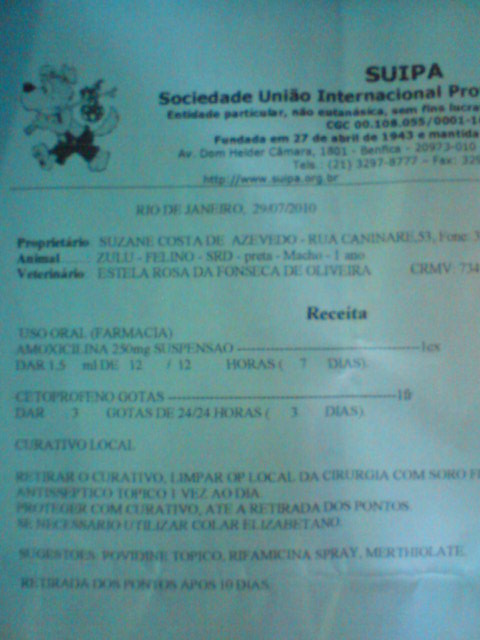 SUIPA
Sociedade União Internacional Pro
Entidade particular, não eutanásica, sem fins lucra
CGC 00.108.055/0001-1
Fundada em 27 de abril de 1943 e mantida
Av. Dom Helder Câmara, 1801 - Benfica - 20973-010
Tels.: (21) 3297-8777 - Fax: 329
http://www.suipa.org.br
RIO DE JANEIRO, 29/07/2010
Proprietário: SUZANE COSTA DE AZEVEDO - RUA CANINARE,53, Fone: 3
Animal........: ZULU - FELINO - SRD - preta - Macho - 1 ano
Veterinário: ESTELA ROSA DA FONSECA DE OLIVEIRA CRMV: 734
Receita
USO ORAL (FARMACIA)
AMOXICILINA 250mg SUSPENSAO ----------------------------------------1cx
DAR 1.5 ml DE 12 / 12 HORAS ( 7 DIAS).
CETOPROFENO GOTAS ----------------------------------------1fr
DAR 3 GOTAS DE 24/24 HORAS ( 3 DIAS).
CURATIVO LOCAL
RETIRAR O CURATIVO, LIMPAR OP LOCAL DA CIRURGIA COM SORO FI
ANTISSEPTICO TOPICO 1 VEZ AO DIA.
PROTEGER COM CURATIVO, ATE A RETIRADA DOS PONTOS.
SE NECESSARIO UTILIZAR COLAR ELIZABETANO.
SUGESTOES: POVIDINE TOPICO, RIFAMICINA SPRAY, MERTHIOLATE.
RETIRADA DOS PONTOS APOS 10 DIAS.